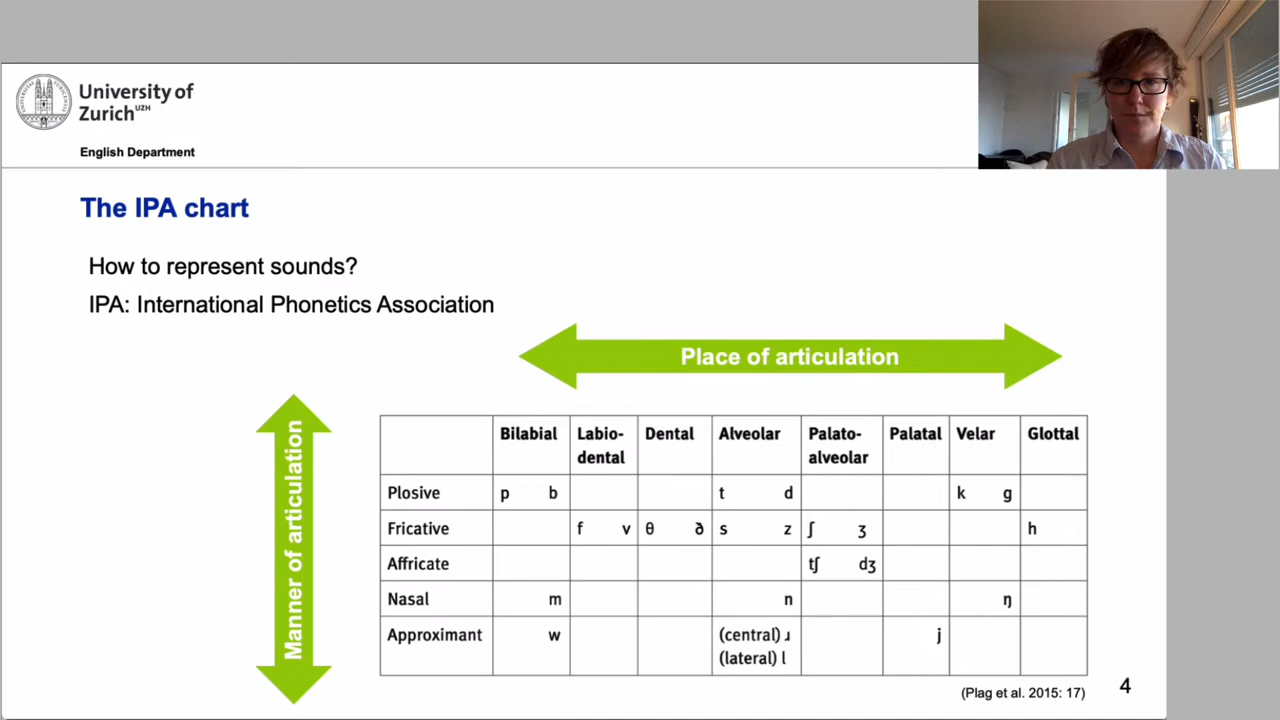 University of
Zurich UZH
English Department
The IPA chart
How to represent sounds?
IPA: International Phonetics Association
Place of articulation
Manner of articulation
Bilabial Labio-dental Dental Alveolar Palato-alveolar Palatal Velar Glottal
Plosive p b t d k g
Fricative f v θ ð s z ʃ ʒ h
Affricate tʃ dʒ
Nasal m n ŋ
Approximant w (central) ɹ j
(lateral) l
(Plag et al. 2015: 17)
4